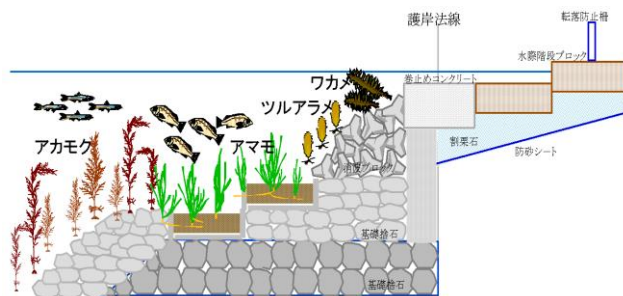 護岸法線
転落防止柵
水際階段ブロック
ワカメ
巻止めコンクリート
ツルアラメ
アカモク
アマモ
割栗石
消波ブロック
防砂シート
基礎捨石
基礎捨石